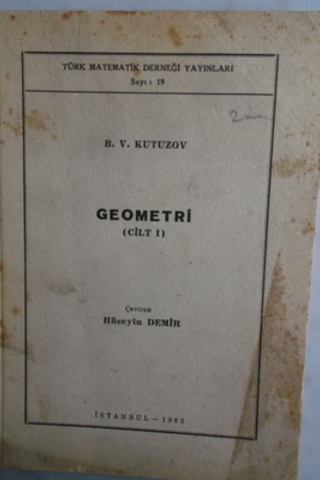 TÜRK MATEMATİK DERNEĞİ YAYINLARI
Sayı : 19
B. V. KUTUZOV
GEOMETRİ
(CİLT I)
Çeviren
Hüseyin DEMİR
İSTANBUL — 1963